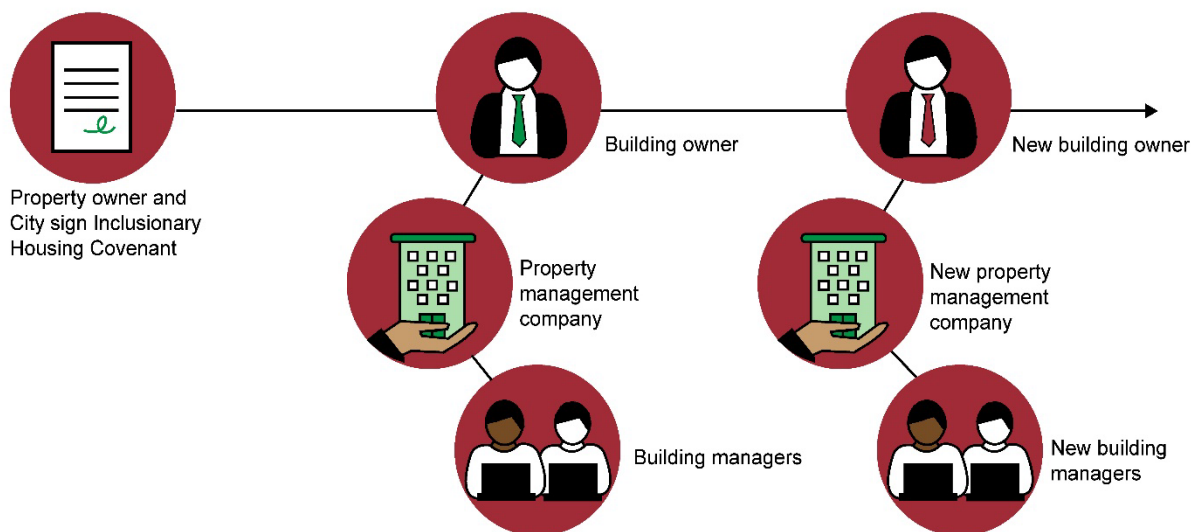 Property owner and
City sign Inclusionary
Housing Covenant
Building owner
Property
management
company
Building managers
New building owner
New property
management
company
New building
managers